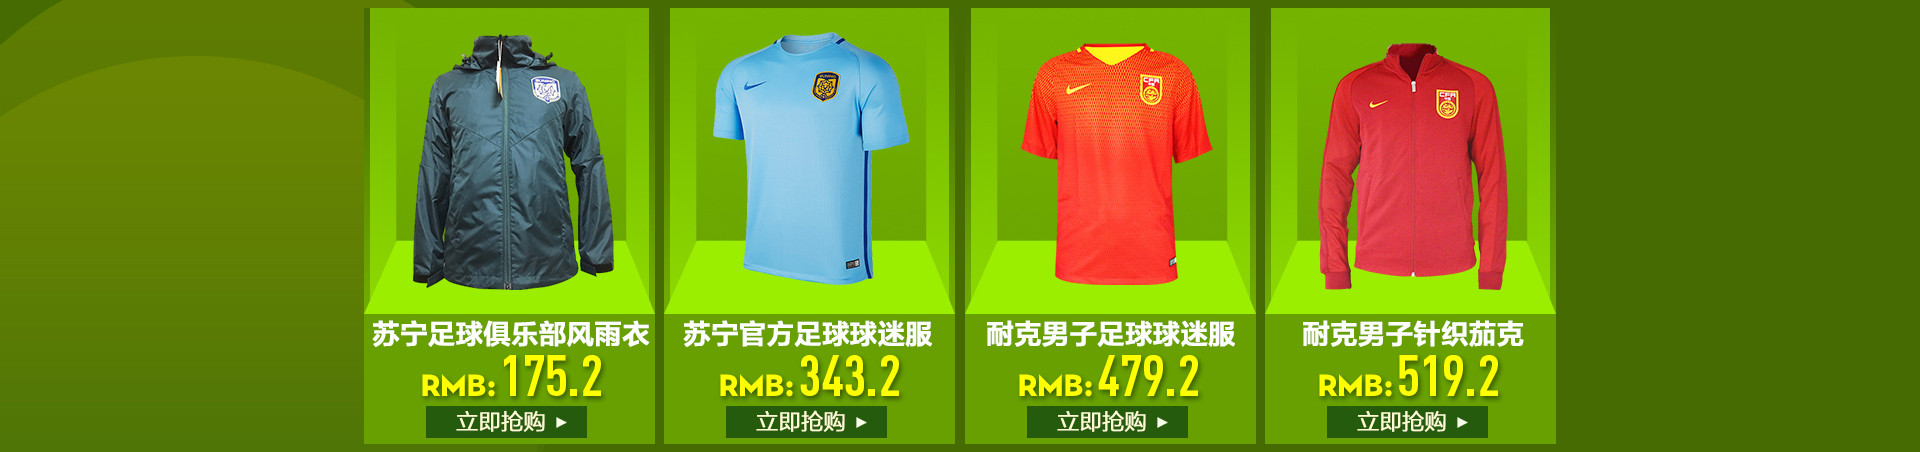 CFA
CFA
苏宁足球俱乐部风雨衣
RMB: 175.2
立即抢购
苏宁官方足球球迷服
RMB: 343.2
立即抢购
耐克男子足球球迷服
RMB: 479.2
立即抢购
耐克男子针织茄克
RMB: 519.2
立即抢购